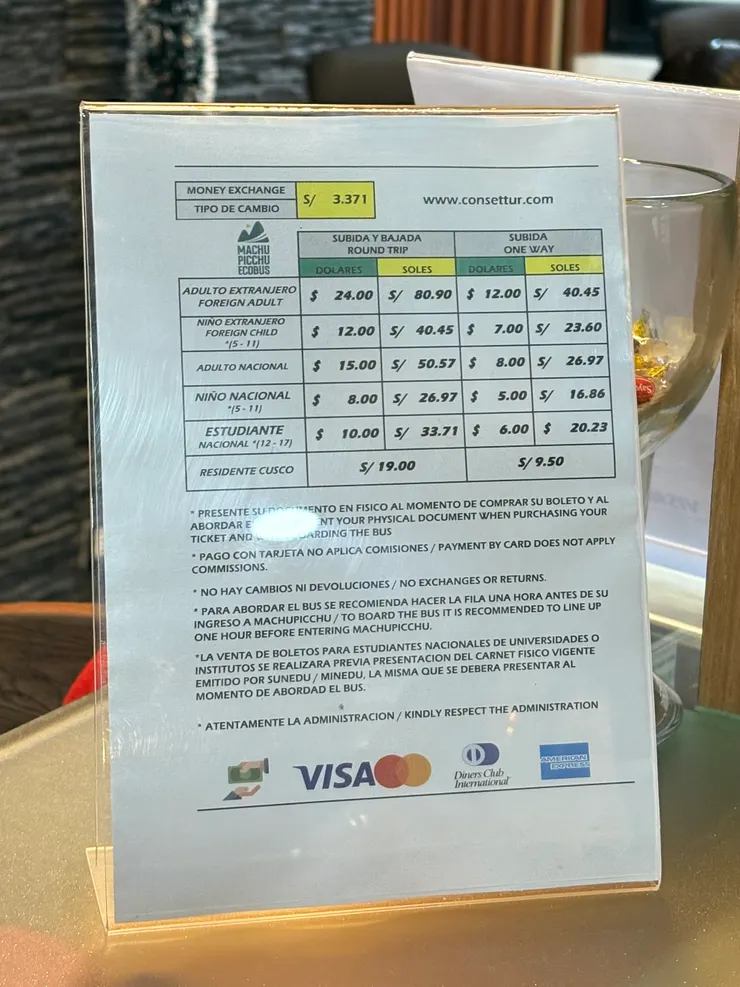 MONEY EXCHANGE
TIPO DE CAMBIO
S/ 3.371
www.consettur.com
MACHU
PICCHU
ECOBUS
SUBIDA Y BAJADA
ROUND TRIP
SUBIDA
ONE WAY
DOLARES SOLES DOLARES SOLES
ADULTO EXTRANJERO
FOREIGN ADULT
$ 24.00 S/ 80.90 $ 12.00 S/ 40.45
NIÑO EXTRANJERO
FOREIGN CHILD
*(5 - 11)
$ 12.00 S/ 40.45 $ 7.00 S/ 23.60
ADULTO NACIONAL $ 15.00 S/ 50.57 $ 8.00 S/ 26.97
NIÑO NACIONAL
*(5 - 11)
$ 8.00 S/ 26.97 $ 5.00 S/ 16.86
ESTUDIANTE
NACIONAL *(12 - 17)
$ 10.00 S/ 33.71 $ 6.00 $ 20.23
RESIDENTE CUSCO S/ 19.00 S/ 9.50
* PRESENTE SU DOCUMENTO EN FISICO AL MOMENTO DE COMPRAR SU BOLETO Y AL
ABORDAR YOUR PHYSICAL DOCUMENT WHEN PURCHASING YOUR
TICKET AND THE BUS
* PAGO CON TARJETA NO APLICA COMISIONES / PAYMENT BY CARD DOES NOT APPLY
COMMISSIONS.
* NO HAY CAMBIOS NI DEVOLUCIONES / NO EXCHANGES OR RETURNS.
* PARA ABORDAR EL BUS SE RECOMIENDA HACER LA FILA UNA HORA ANTES DE SU
INGRESO A MACHUPICCHU / TO BOARD THE BUS IT IS RECOMMENDED TO LINE UP
ONE HOUR BEFORE ENTERING MACHUPICCHU.
*LA VENTA DE BOLETOS PARA ESTUDIANTES NACIONALES DE UNIVERSIDADES O
INSTITUTOS SE REALIZARA PREVIA PRESENTACION DEL CARNET FISICO VIGENTE
EMITIDO POR SUNEDU / MINEDU, LA MISMA QUE SE DEBERA PRESENTAR AL
MOMENTO DE ABORDAD EL BUS.
* ATENTAMENTE LA ADMINISTRACION / KINDLY RESPECT THE ADMINISTRATION
VISA
Diners Club
International
AMERICAN
EXPRESS